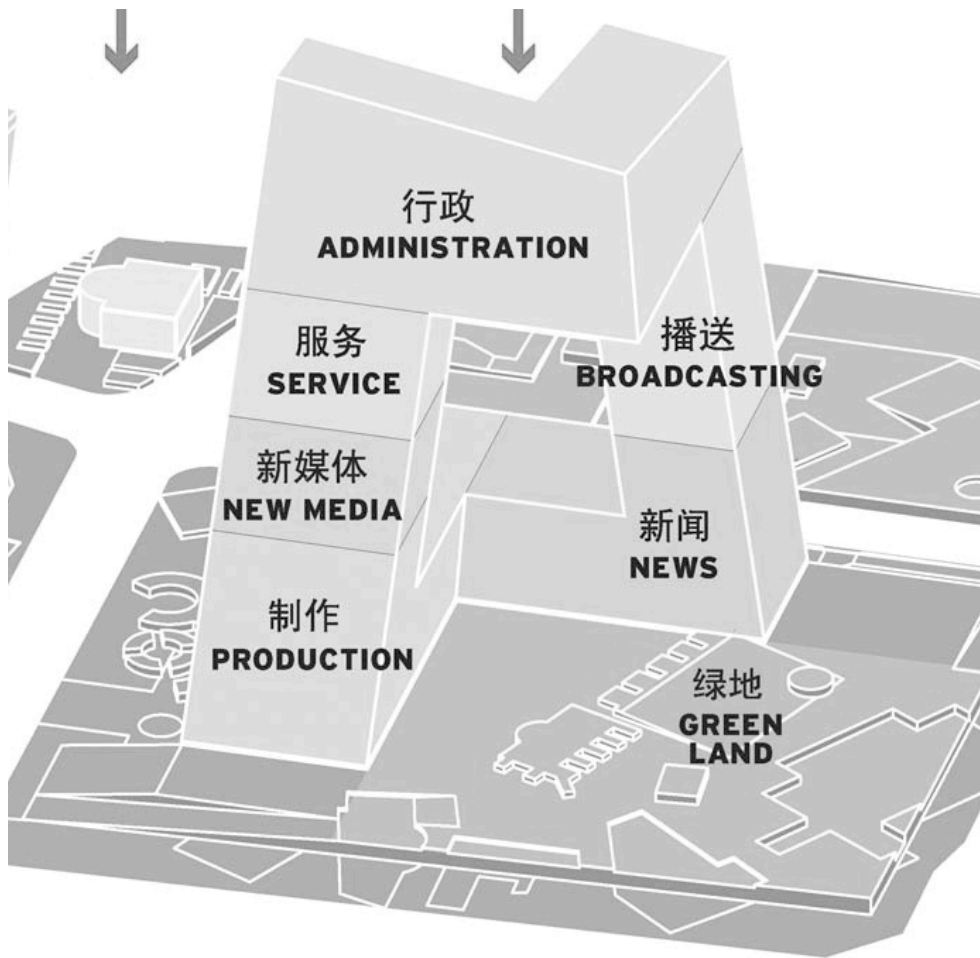 行政
ADMINISTRATION
服务
SERVICE
播送
BROADCASTING
新媒体
NEW MEDIA
新闻
NEWS
制作
PRODUCTION
绿地
GREEN
LAND